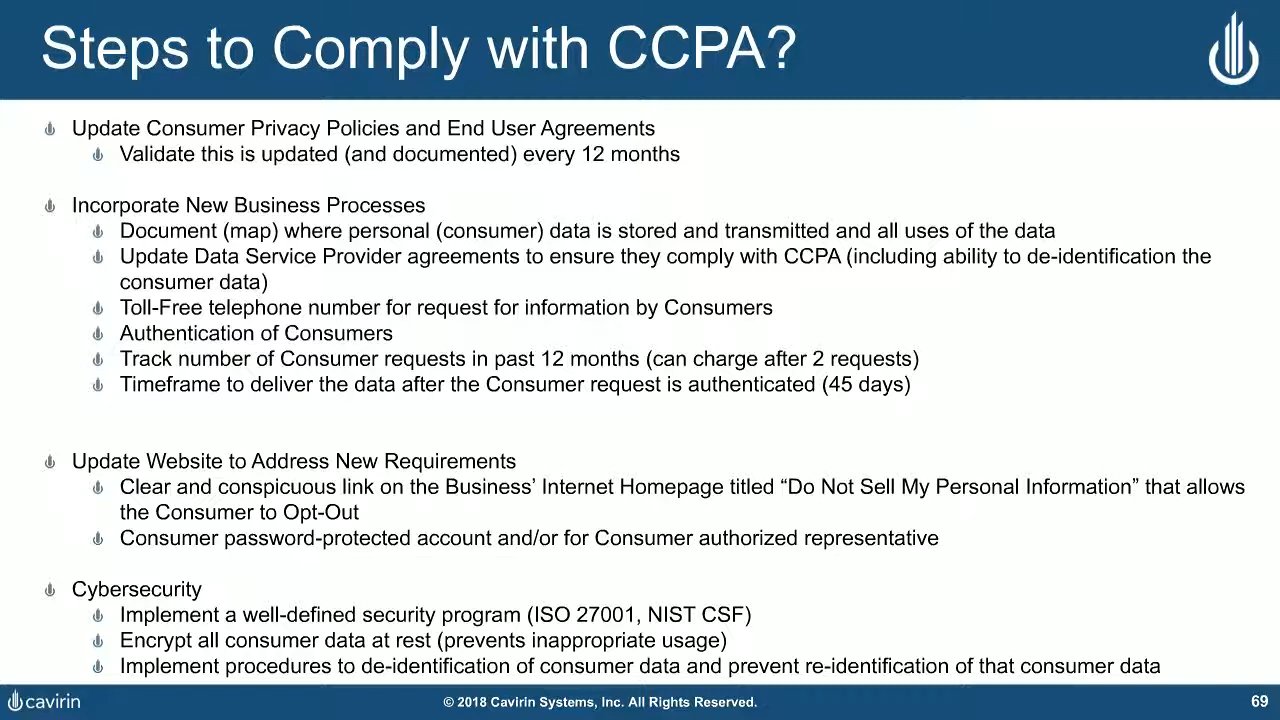 Steps to Comply with CCPA?
Update Consumer Privacy Policies and End User Agreements
Validate this is updated (and documented) every 12 months
Incorporate New Business Processes
Document (map) where personal (consumer) data is stored and transmitted and all uses of the data
Update Data Service Provider agreements to ensure they comply with CCPA (including ability to de-identification the
consumer data)
Toll-Free telephone number for request for information by Consumers
Authentication of Consumers
Track number of Consumer requests in past 12 months (can charge after 2 requests)
Timeframe to deliver the data after the Consumer request is authenticated (45 days)
Update Website to Address New Requirements
Clear and conspicuous link on the Business’ Internet Homepage titled “Do Not Sell My Personal Information” that allows
the Consumer to Opt-Out
Consumer password-protected account and/or for Consumer authorized representative
Cybersecurity
Implement a well-defined security program (ISO 27001, NIST CSF)
Encrypt all consumer data at rest (prevents inappropriate usage)
Implement procedures to de-identification of consumer data and prevent re-identification of that consumer data
cavirin
© 2018 Cavirin Systems, Inc. All Rights Reserved.
69